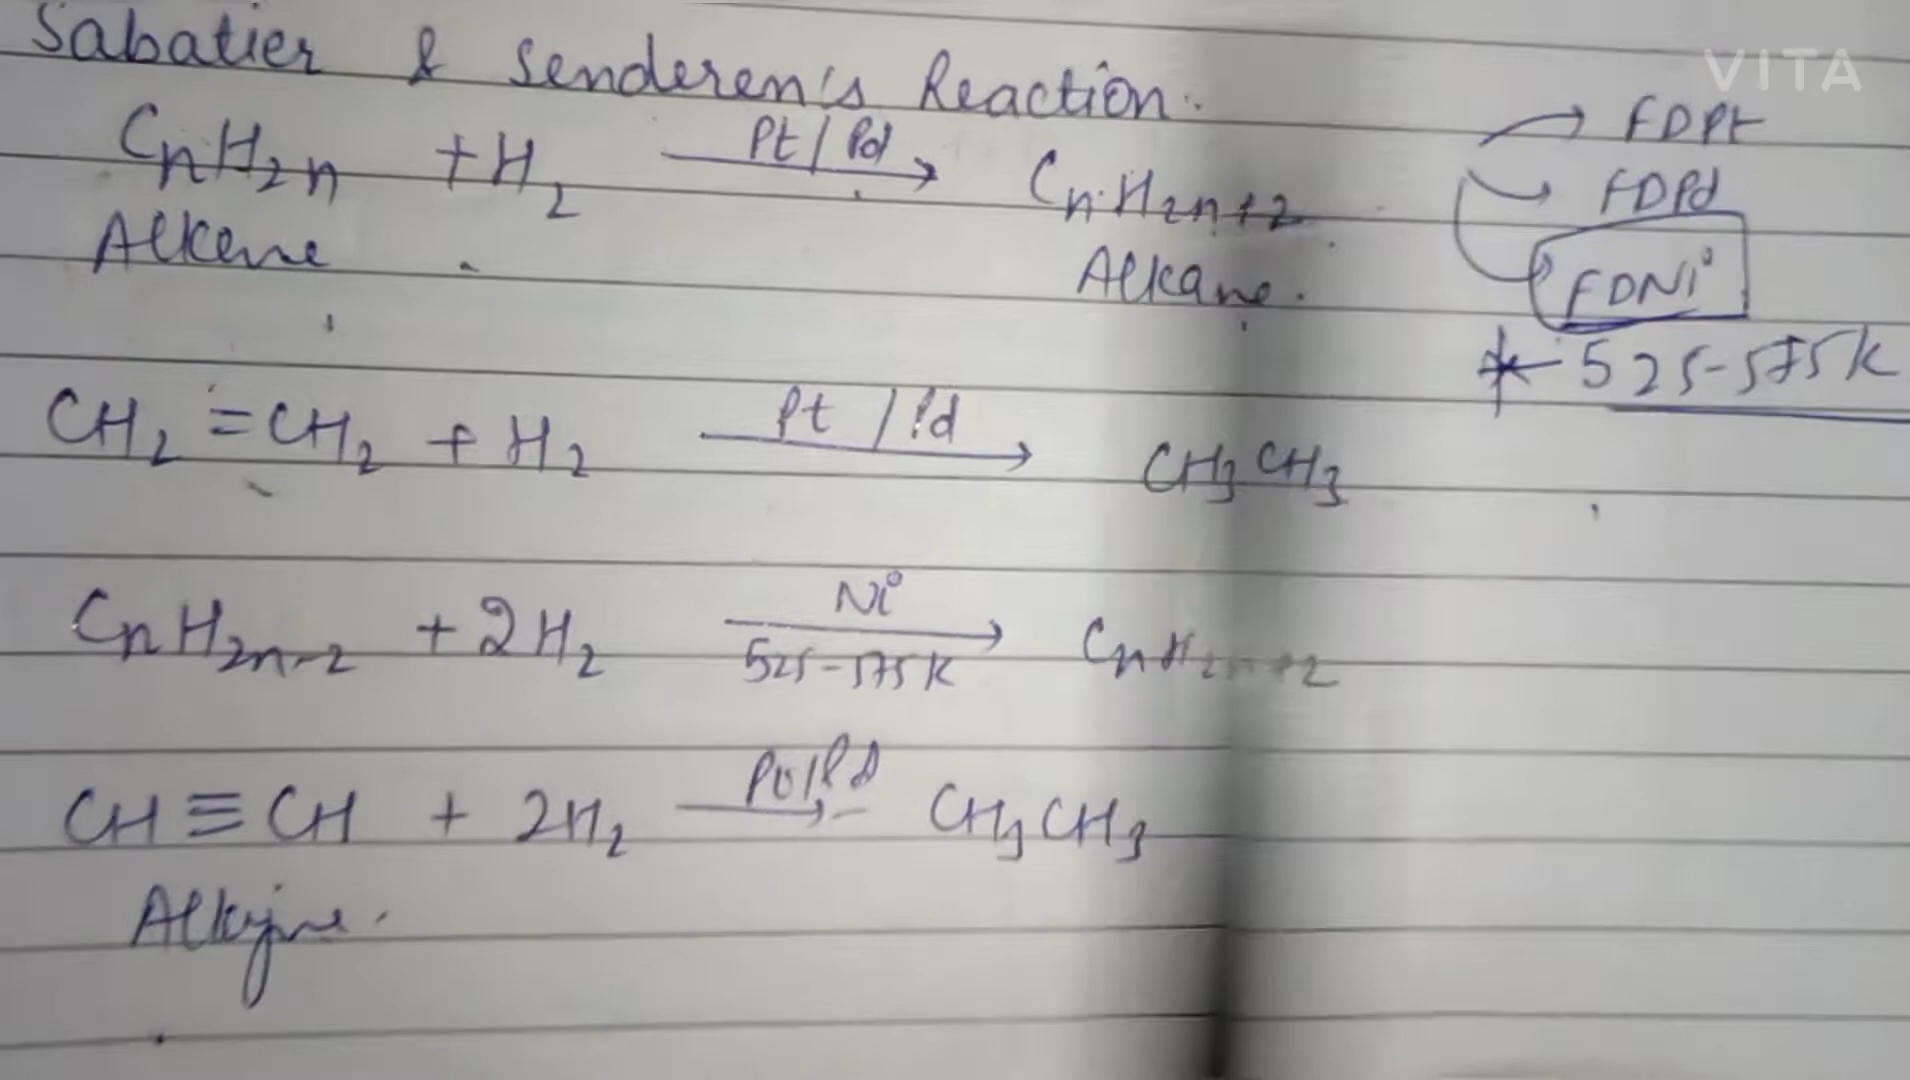 Sabatier & Senderen's Reaction.
VITA
CnH2n + H2 Pt/Pd → CnH2n+2
Alkene Alkane.
→ FDPt
→ FDPd
FDNi
* 525-575K
CH2=CH2 + H2 Pt/Pd → CH3CH3
CnH2n-2 + 2H2 Ni 525-575K → CnH2n+2
CH≡CH + 2H2 Pt/Pd → CH3CH3
Alkyne.